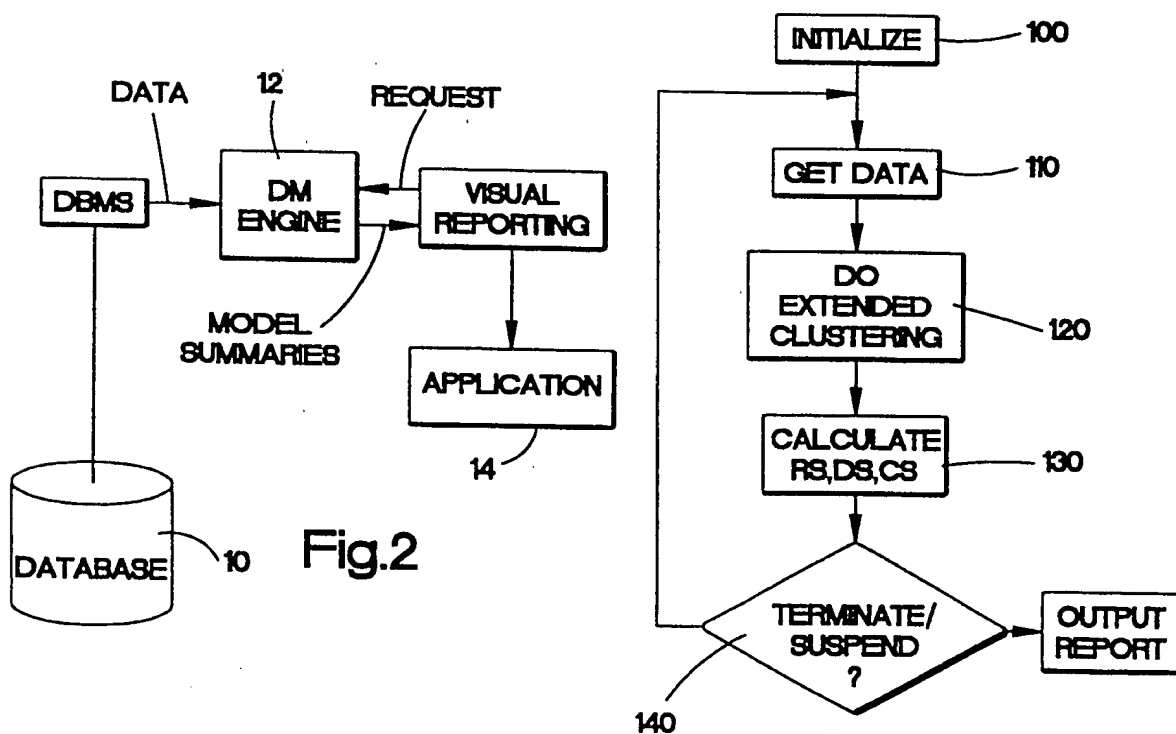 DATA
12
REQUEST
DBMS
DM
ENGINE
VISUAL
REPORTING
MODEL
SUMMARIES
APPLICATION
14
DATABASE
10
Fig.2
INITIALIZE
100
GET DATA
110
DO
EXTENDED
CLUSTERING
120
CALCULATE
RS,DS,CS
130
TERMINATE/
SUSPEND
?
140
OUTPUT
REPORT